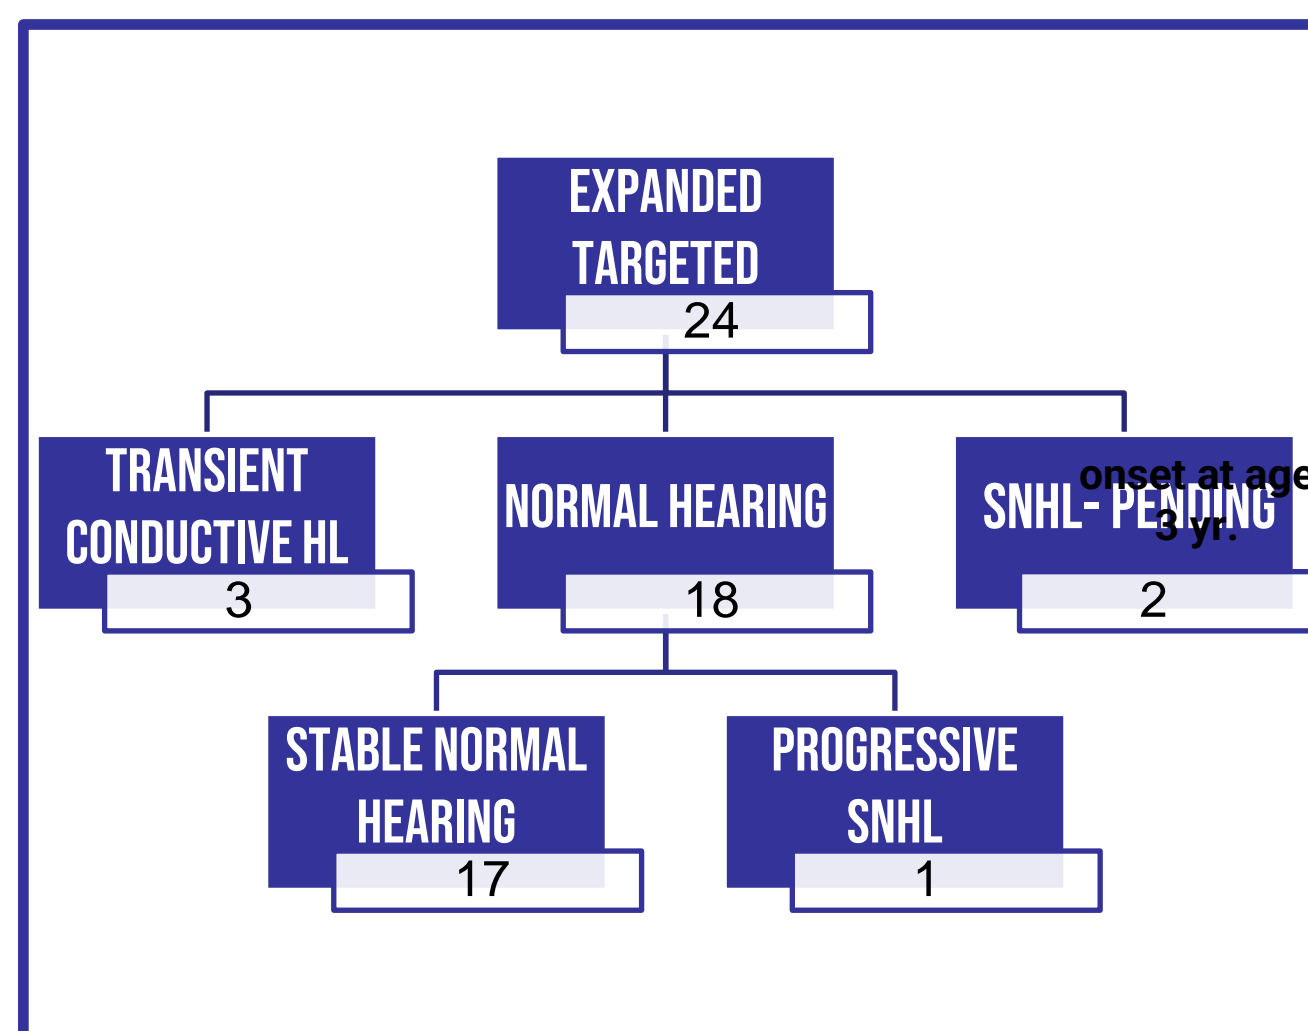 EXPANDED
TARGETED
24
TRANSIENT
CONDUCTIVE HL
3
NORMAL HEARING
18
SNHL- PENDING
onset at age
3 yr.
2
STABLE NORMAL
HEARING
17
PROGRESSIVE
SNHL
1